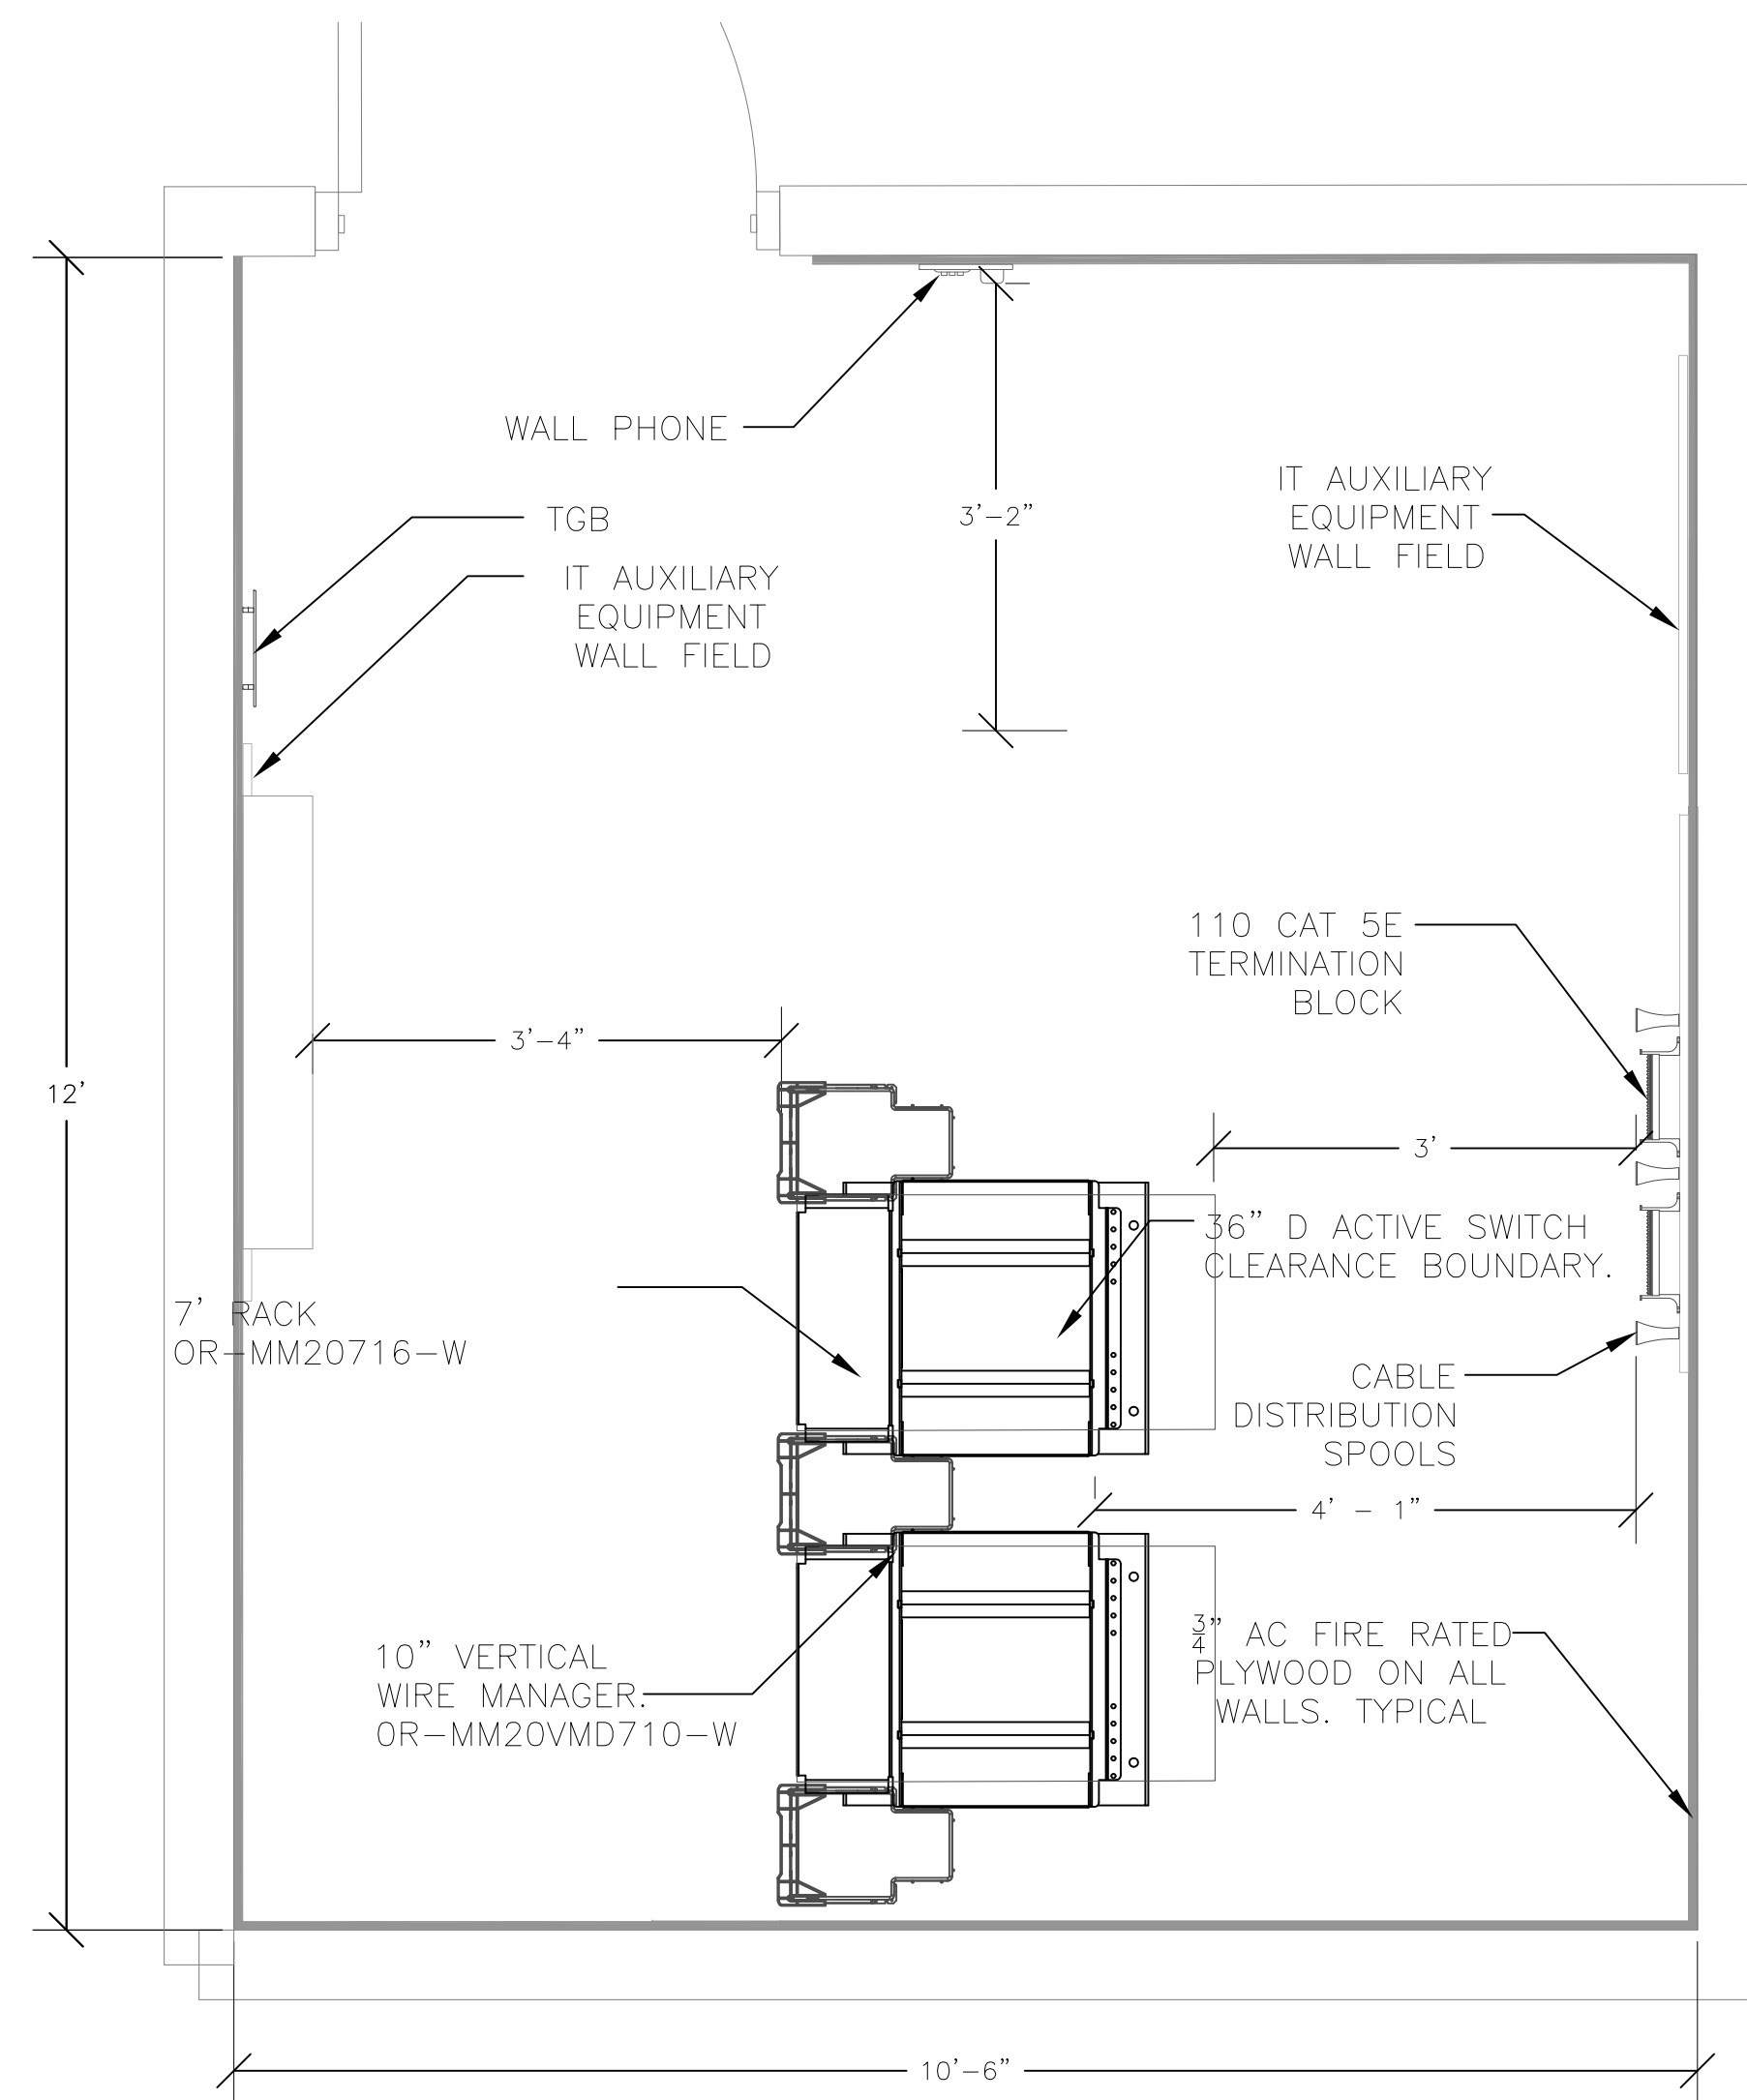 WALL PHONE
TGB
3'-2"
IT AUXILIARY
EQUIPMENT
WALL FIELD
IT AUXILIARY
EQUIPMENT
WALL FIELD
110 CAT 5E
TERMINATION
BLOCK
3'-4"
12'
3'
36" D ACTIVE SWITCH
CLEARANCE BOUNDARY.
7' RACK
OR-MM20716-W
CABLE
DISTRIBUTION
SPOOLS
4' - 1"
10" VERTICAL
WIRE MANAGER.
OR-MM20VMD710-W
3/4" AC FIRE RATED
PLYWOOD ON ALL
WALLS. TYPICAL
10'-6"